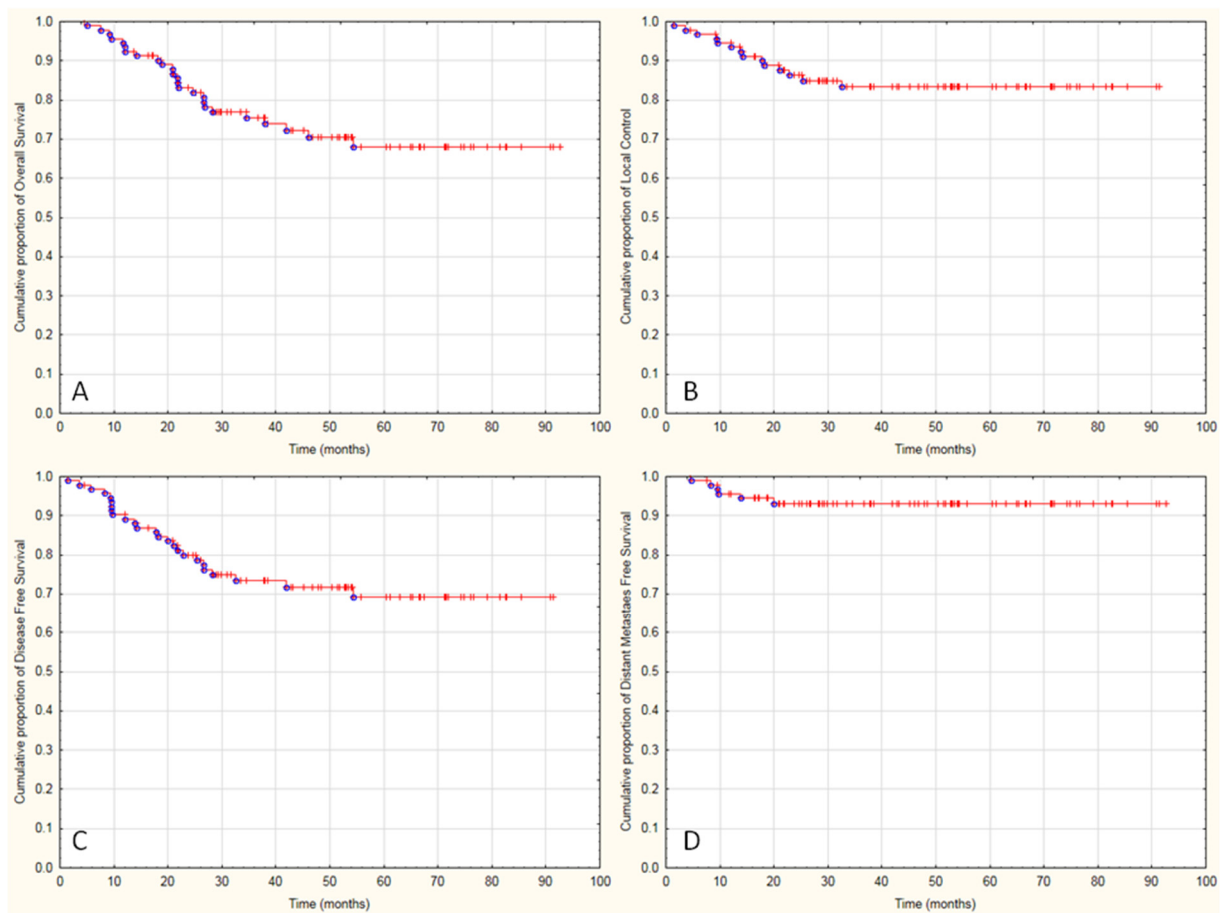 Cumulative proportion of Overall Survival
1.0
0.9
0.8
0.7
0.6
0.5
0.4
0.3
0.2
0.1
0.0
A
0 10 20 30 40 50 60 70 80 90 100
Time (months)
Cumulative proportion of Local Control
1.0
0.9
0.8
0.7
0.6
0.5
0.4
0.3
0.2
0.1
0.0
B
0 10 20 30 40 50 60 70 80 90 100
Time (months)
Cumulative proportion of Disease Free Survival
1.0
0.9
0.8
0.7
0.6
0.5
0.4
0.3
0.2
0.1
0.0
C
0 10 20 30 40 50 60 70 80 90 100
Time (months)
Cumulative proportion of Distant Metastaes Free Survival
1.0
0.9
0.8
0.7
0.6
0.5
0.4
0.3
0.2
0.1
0.0
D
0 10 20 30 40 50 60 70 80 90 100
Time (months)